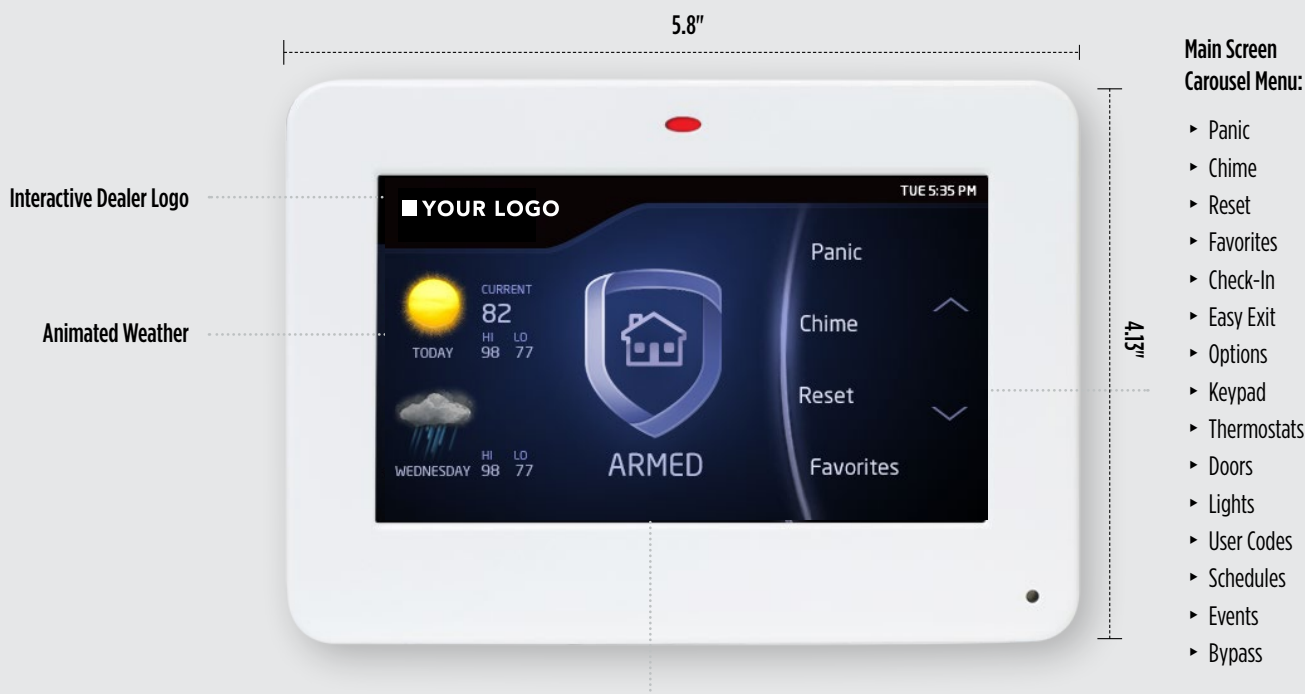 5.8"
Main Screen
Carousel Menu:
▸ Panic
▸ Chime
▸ Reset
▸ Favorites
▸ Check-In
▸ Easy Exit
▸ Options
▸ Keypad
▸ Thermostats
▸ Doors
▸ Lights
▸ User Codes
▸ Schedules
▸ Events
▸ Bypass
4.13"
Interactive Dealer Logo
Animated Weather
YOUR LOGO
TUE 5:35 PM
CURRENT
82
HI LO
98 77
TODAY
HI LO
98 77
WEDNESDAY
ARMED
Panic
Chime
Reset
Favorites